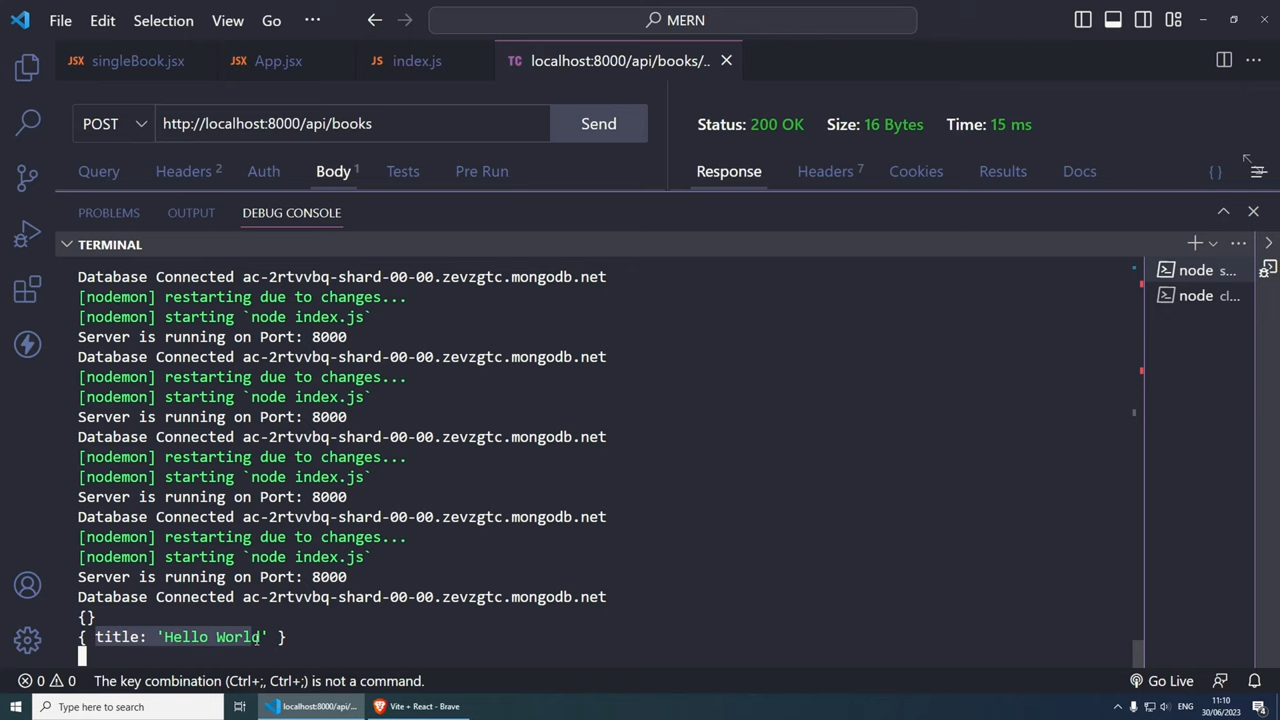 File Edit Selection View Go ··· MERN
JSX singleBook.jsx JSX App.jsx JS index.js TC localhost:8000/api/books/..
POST http://localhost:8000/api/books Send Status: 200 OK Size: 16 Bytes Time: 15 ms
Query Headers 2 Auth Body 1 Tests Pre Run Response Headers 7 Cookies Results Docs {}
PROBLEMS OUTPUT DEBUG CONSOLE
TERMINAL
Database Connected ac-2rtvvbq-shard-00-00.zevzgtc.mongodb.net
[nodemon] restarting due to changes...
[nodemon] starting `node index.js`
Server is running on Port: 8000
Database Connected ac-2rtvvbq-shard-00-00.zevzgtc.mongodb.net
[nodemon] restarting due to changes...
[nodemon] starting `node index.js`
Server is running on Port: 8000
Database Connected ac-2rtvvbq-shard-00-00.zevzgtc.mongodb.net
[nodemon] restarting due to changes...
[nodemon] starting `node index.js`
Server is running on Port: 8000
Database Connected ac-2rtvvbq-shard-00-00.zevzgtc.mongodb.net
[nodemon] restarting due to changes...
[nodemon] starting `node index.js`
Server is running on Port: 8000
Database Connected ac-2rtvvbq-shard-00-00.zevzgtc.mongodb.net
{}
{ title: 'Hello World' }
node s...
node cl...
0 0 The key combination (Ctrl+;, Ctrl+;) is not a command. Go Live
Type here to search localhost:8000/api/... Vite + React - Brave ENG 11:10
30/06/2023 4